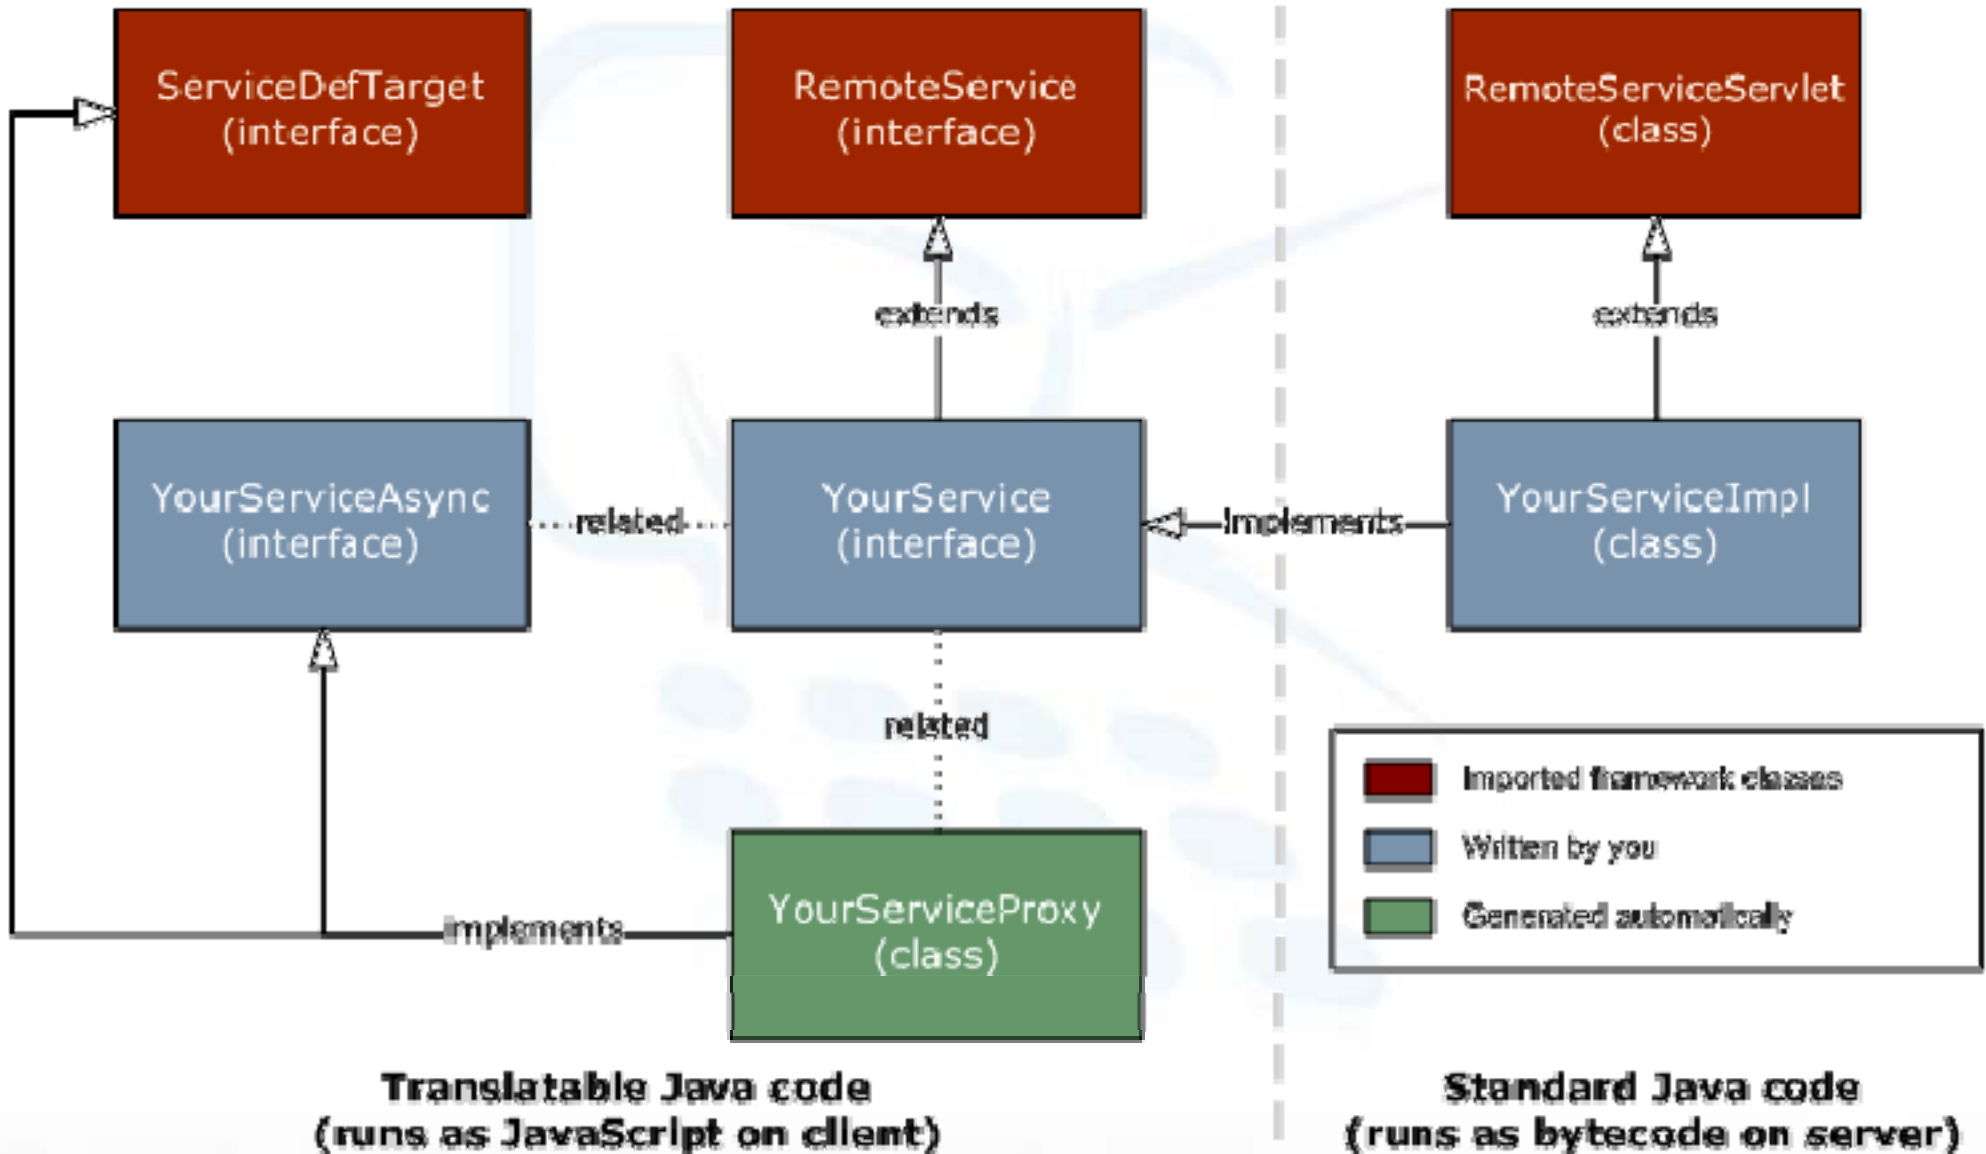 ServiceDefTarget
(interface)
RemoteService
(interface)
RemoteServiceServlet
(class)
extends
extends
YourServiceAsync
(interface)
related
YourService
(interface)
Implements
YourServiceImpl
(class)
related
Imported framework classes
Written by you
Generated automatically
implements
YourServiceProxy
(class)
Translatable Java code
(runs as JavaScript on client)
Standard Java code
(runs as bytecode on server)